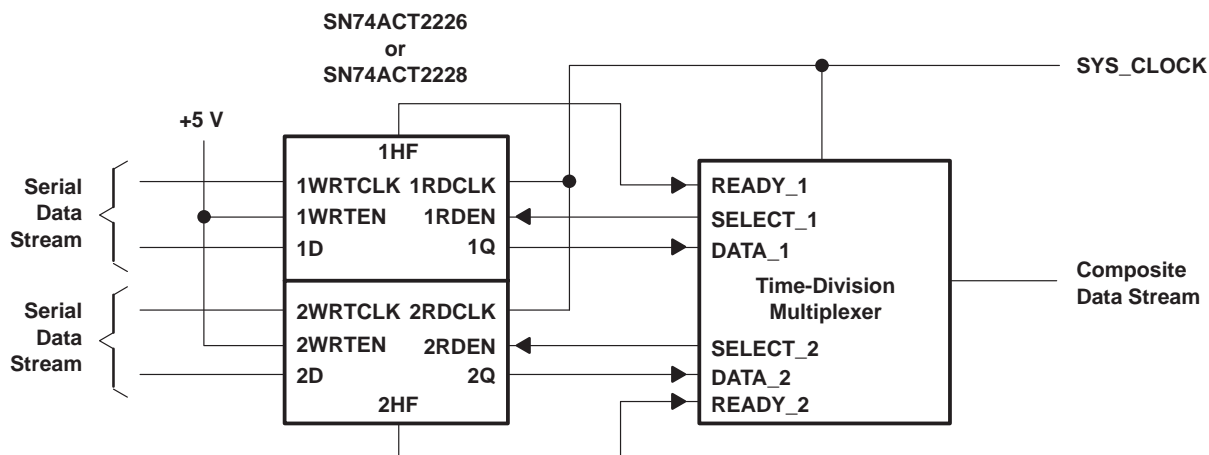 SN74ACT2226
or
SN74ACT2228
SYS_CLOCK
+5 V
Serial
Data
Stream
1HF
1WRTCLK 1RDCLK
1WRTEN 1RDEN
1D 1Q
READY_1
SELECT_1
DATA_1
Time-Division
Multiplexer
SELECT_2
DATA_2
READY_2
Composite
Data Stream
Serial
Data
Stream
2WRTCLK 2RDCLK
2WRTEN 2RDEN
2D 2Q
2HF